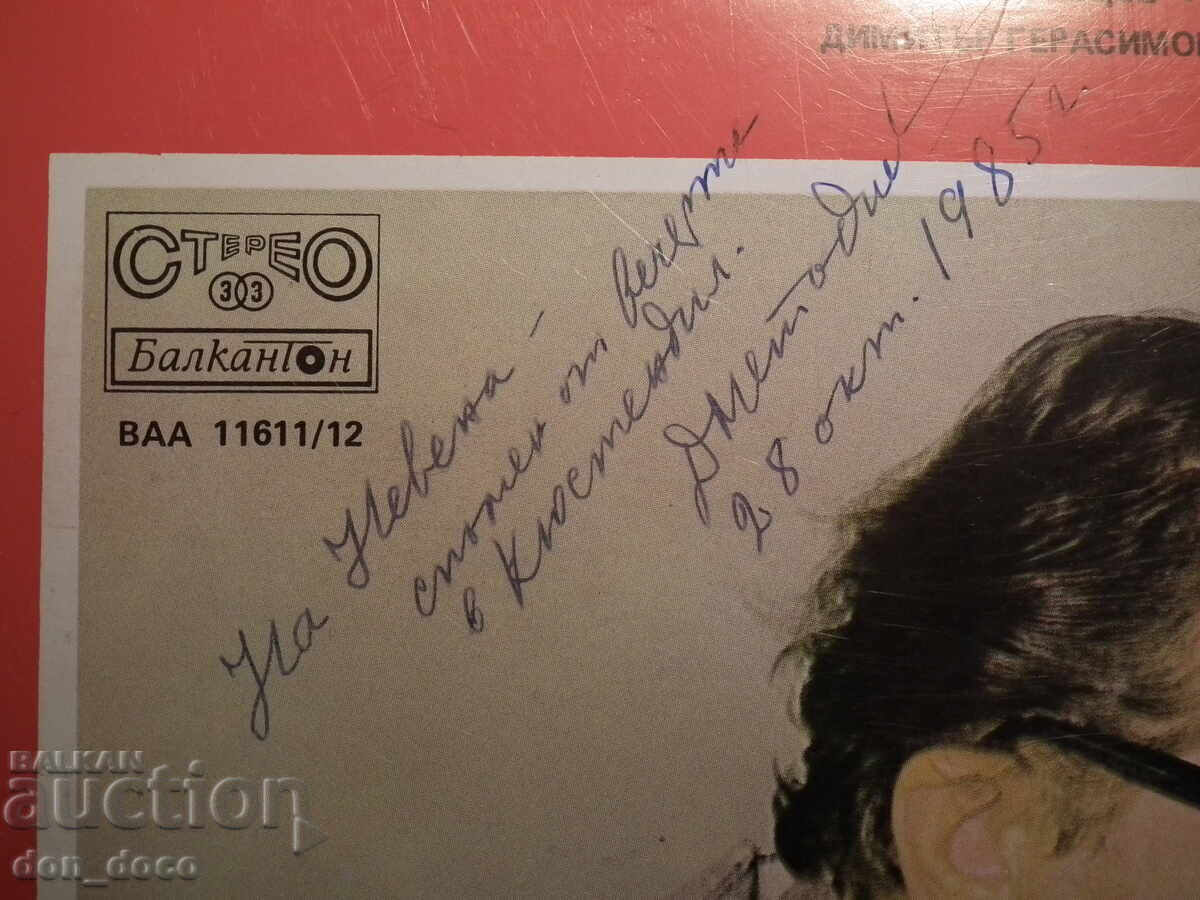 ДИМИТЪР ГЕРАСИМОВ
СТЕРЕО
33
Балкантон
ВАА 11611/12
На Невена –
спомен от вечерта
в Кюстендил.
28 окт. 1985 г.
BALKAN
auction
don_doco